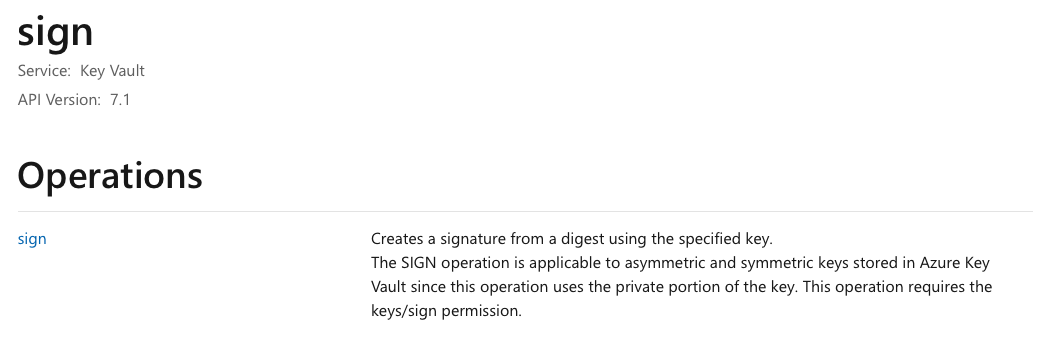 sign
Service: Key Vault
API Version: 7.1
Operations
sign
Creates a signature from a digest using the specified key.
The SIGN operation is applicable to asymmetric and symmetric keys stored in Azure Key
Vault since this operation uses the private portion of the key. This operation requires the
keys/sign permission.